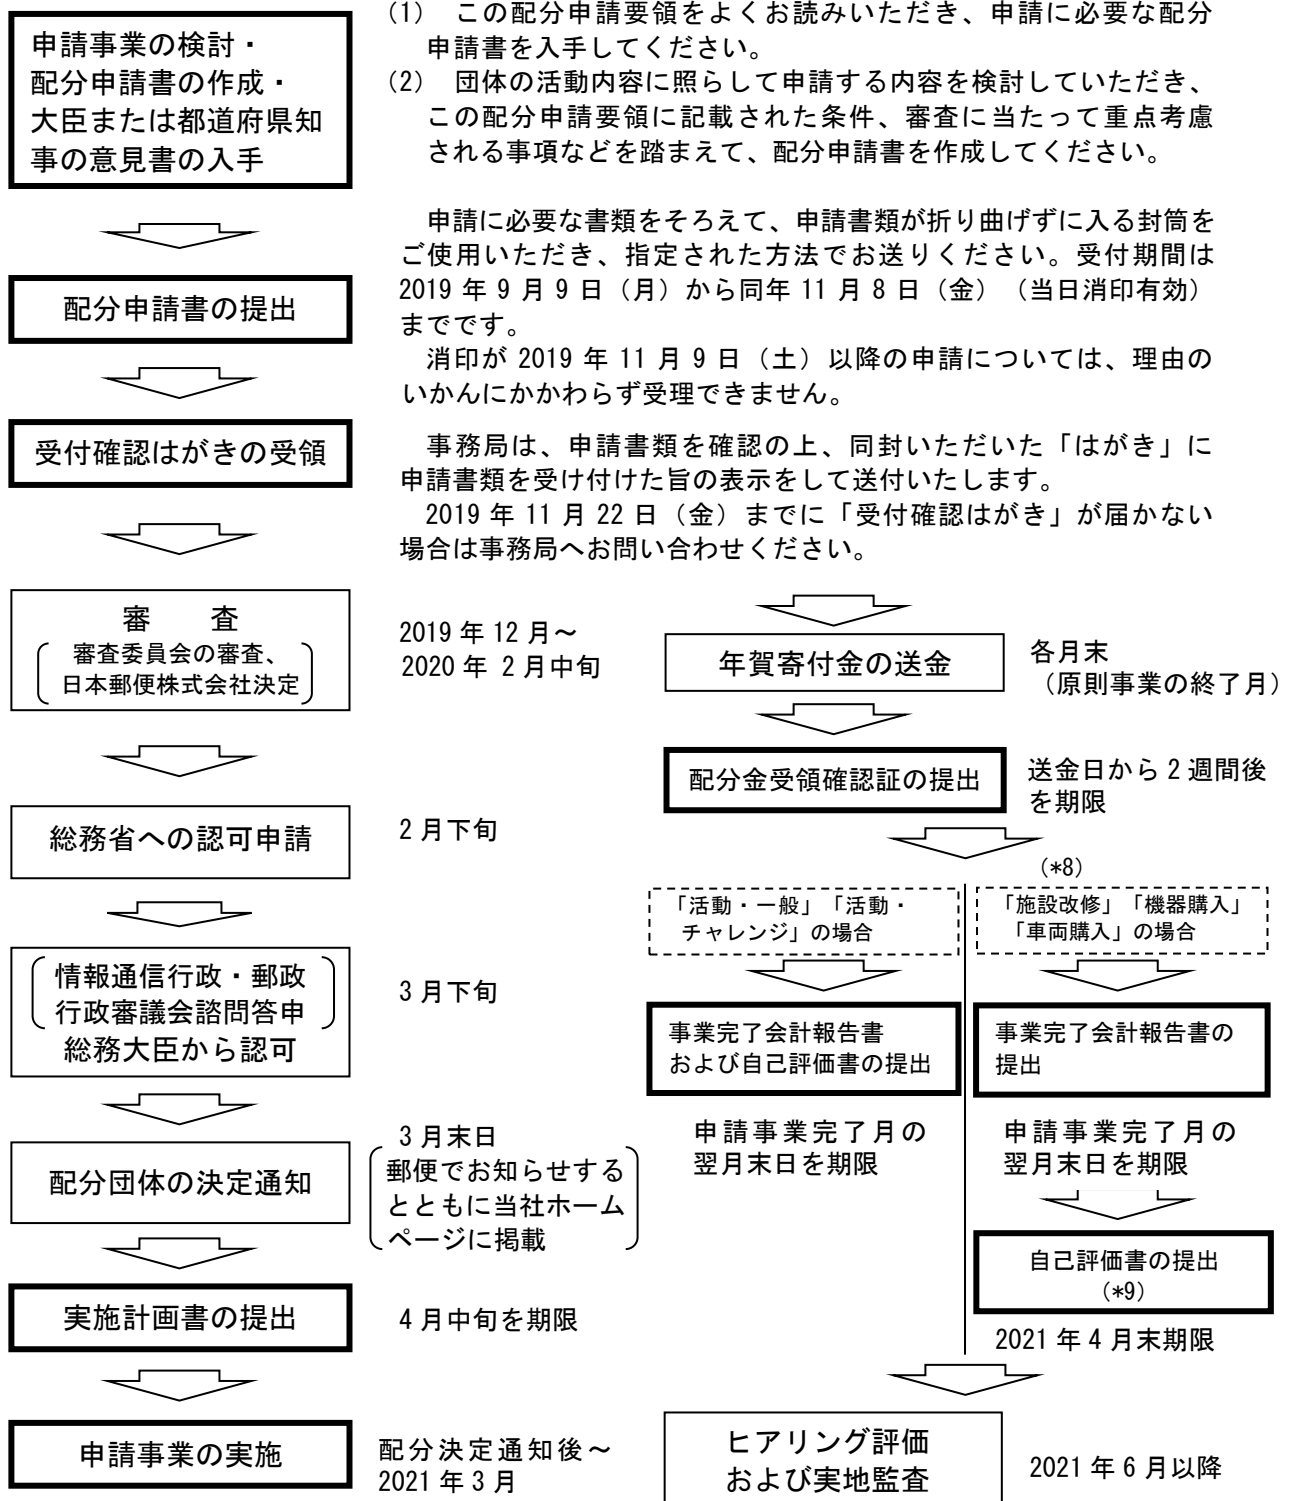 申請事業の検討・
配分申請書の作成・
大臣または都道府県知
事の意見書の入手
(1) この配分申請要領をよくお読みいただき、申請に必要な配分
申請書を入手してください。
(2) 団体の活動内容に照らして申請する内容を検討していただき、
この配分申請要領に記載された条件、審査に当たって重点考慮
される事項などを踏まえて、配分申請書を作成してください。
配分申請書の提出
申請に必要な書類をそろえて、申請書類が折り曲げずに入る封筒を
ご使用いただき、指定された方法でお送りください。受付期間は
2019 年 9 月 9 日（月）から同年 11 月 8 日（金）（当日消印有効）
までです。
消印が 2019 年 11 月 9 日（土）以降の申請については、理由の
いかんにかかわらず受理できません。
受付確認はがきの受領
事務局は、申請書類を確認の上、同封いただいた「はがき」に
申請書類を受け付けた旨の表示をして送付いたします。
2019 年 11 月 22 日（金）までに「受付確認はがき」が届かない
場合は事務局へお問い合わせください。
審 査
審査委員会の審査、
日本郵便株式会社決定
2019 年 12 月～
2020 年 2 月中旬
総務省への認可申請
2 月下旬
情報通信行政・郵政
行政審議会諮問答申
総務大臣から認可
3 月下旬
配分団体の決定通知
3 月末日
郵便でお知らせする
とともに当社ホーム
ページに掲載
実施計画書の提出
4 月中旬を期限
申請事業の実施
配分決定通知後～
2021 年 3 月
年賀寄付金の送金
各月末
（原則事業の終了月）
配分金受領確認証の提出
送金日から 2 週間後
を期限
(*8)
「活動・一般」「活動・
チャレンジ」の場合
「施設改修」「機器購入」
「車両購入」の場合
事業完了会計報告書
および自己評価書の提出
申請事業完了月の
翌月末日を期限
事業完了会計報告書の
提出
申請事業完了月の
翌月末日を期限
自己評価書の提出
(*9)
2021 年 4 月末期限
ヒアリング評価
および実地監査
2021 年 6 月以降